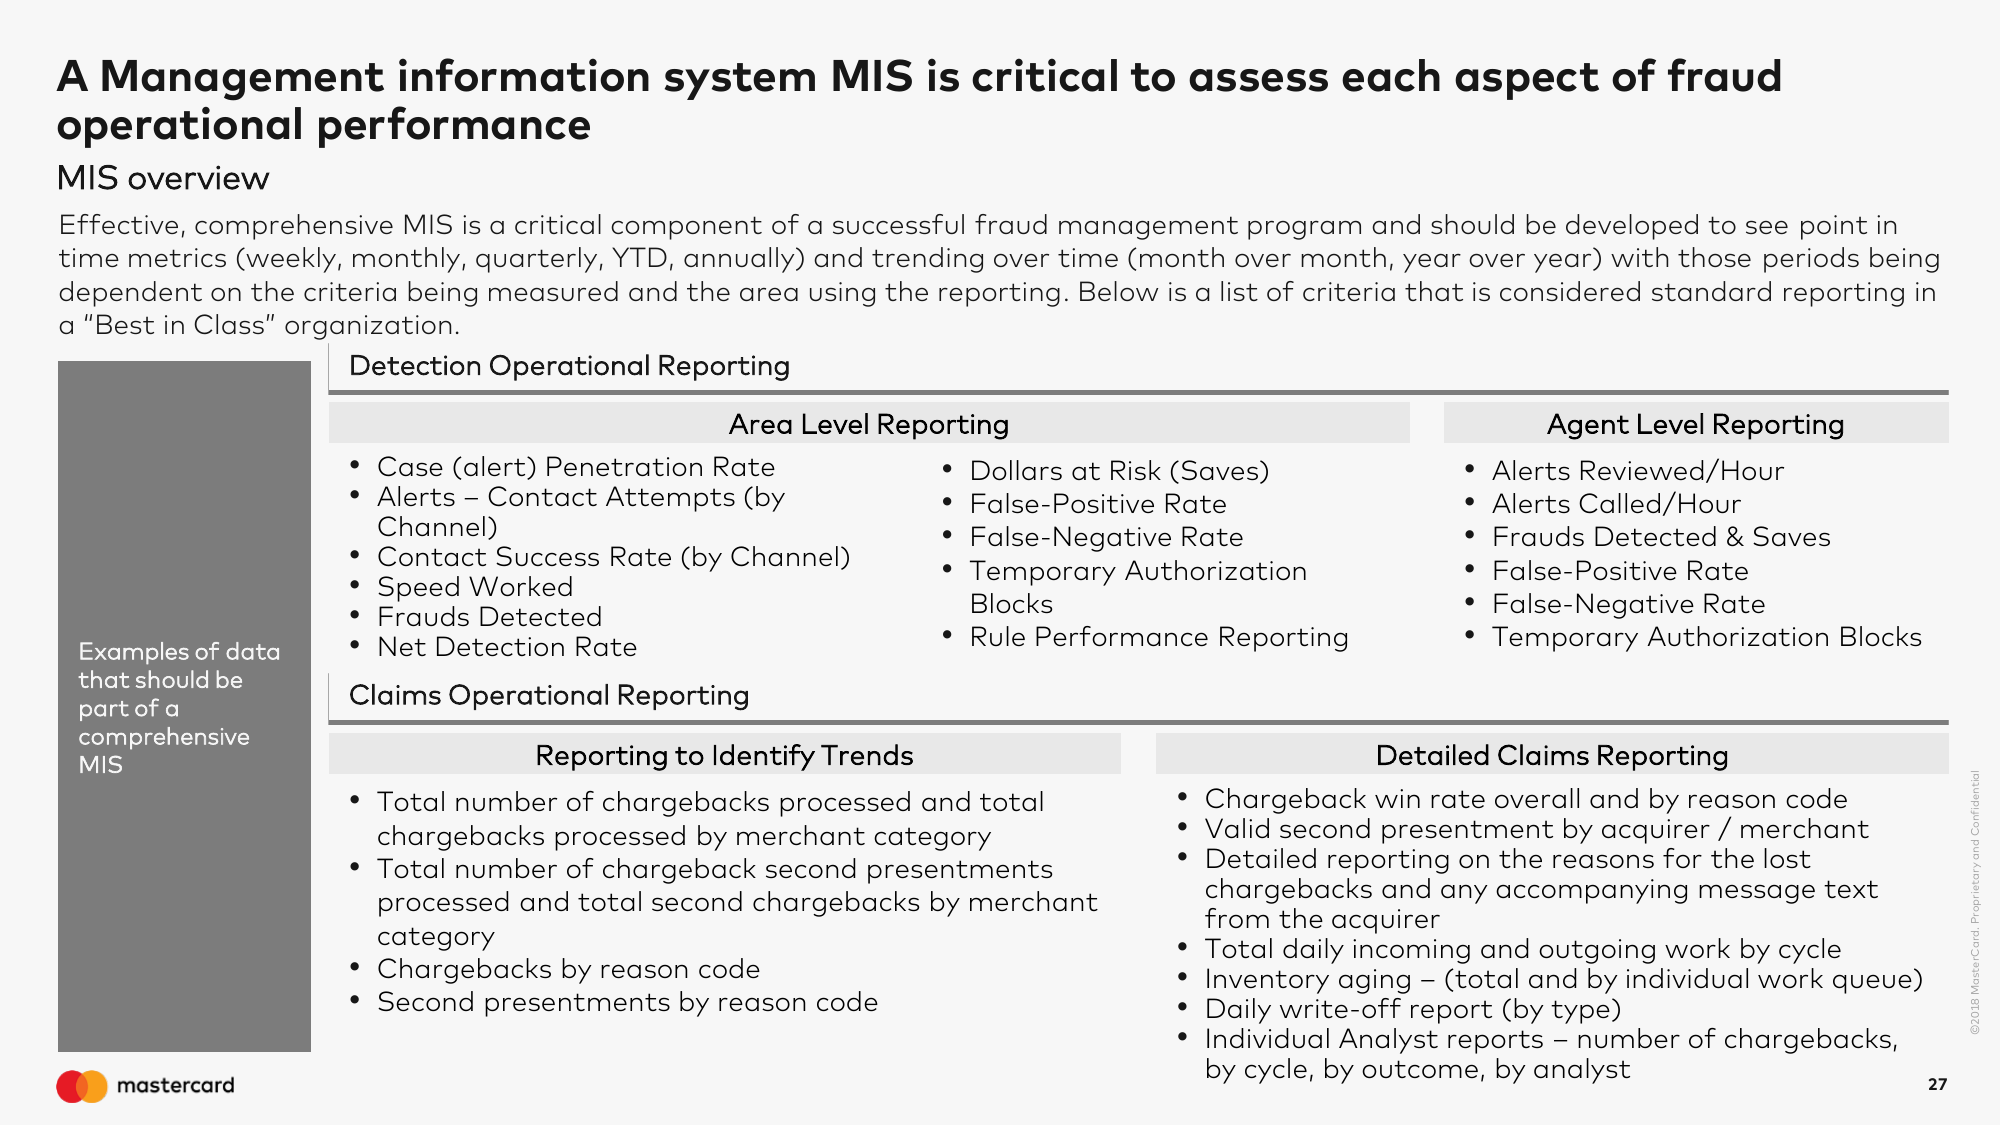 A Management information system MIS is critical to assess each aspect of fraud
operational performance
MIS overview
Effective, comprehensive MIS is a critical component of a successful fraud management program and should be developed to see point in
time metrics (weekly, monthly, quarterly, YTD, annually) and trending over time (month over month, year over year) with those periods being
dependent on the criteria being measured and the area using the reporting. Below is a list of criteria that is considered standard reporting in
a “Best in Class” organization.
Examples of data
that should be
part of a
comprehensive
MIS
Detection Operational Reporting
Area Level Reporting
• Case (alert) Penetration Rate
• Alerts – Contact Attempts (by
Channel)
• Contact Success Rate (by Channel)
• Speed Worked
• Frauds Detected
• Net Detection Rate
• Dollars at Risk (Saves)
• False-Positive Rate
• False-Negative Rate
• Temporary Authorization
Blocks
• Rule Performance Reporting
Agent Level Reporting
• Alerts Reviewed/Hour
• Alerts Called/Hour
• Frauds Detected & Saves
• False-Positive Rate
• False-Negative Rate
• Temporary Authorization Blocks
Claims Operational Reporting
Reporting to Identify Trends
• Total number of chargebacks processed and total
chargebacks processed by merchant category
• Total number of chargeback second presentments
processed and total second chargebacks by merchant
category
• Chargebacks by reason code
• Second presentments by reason code
Detailed Claims Reporting
• Chargeback win rate overall and by reason code
• Valid second presentment by acquirer / merchant
• Detailed reporting on the reasons for the lost
chargebacks and any accompanying message text
from the acquirer
• Total daily incoming and outgoing work by cycle
• Inventory aging – (total and by individual work queue)
• Daily write-off report (by type)
• Individual Analyst reports – number of chargebacks,
by cycle, by outcome, by analyst
©2018 MasterCard. Proprietary and Confidential
mastercard
27